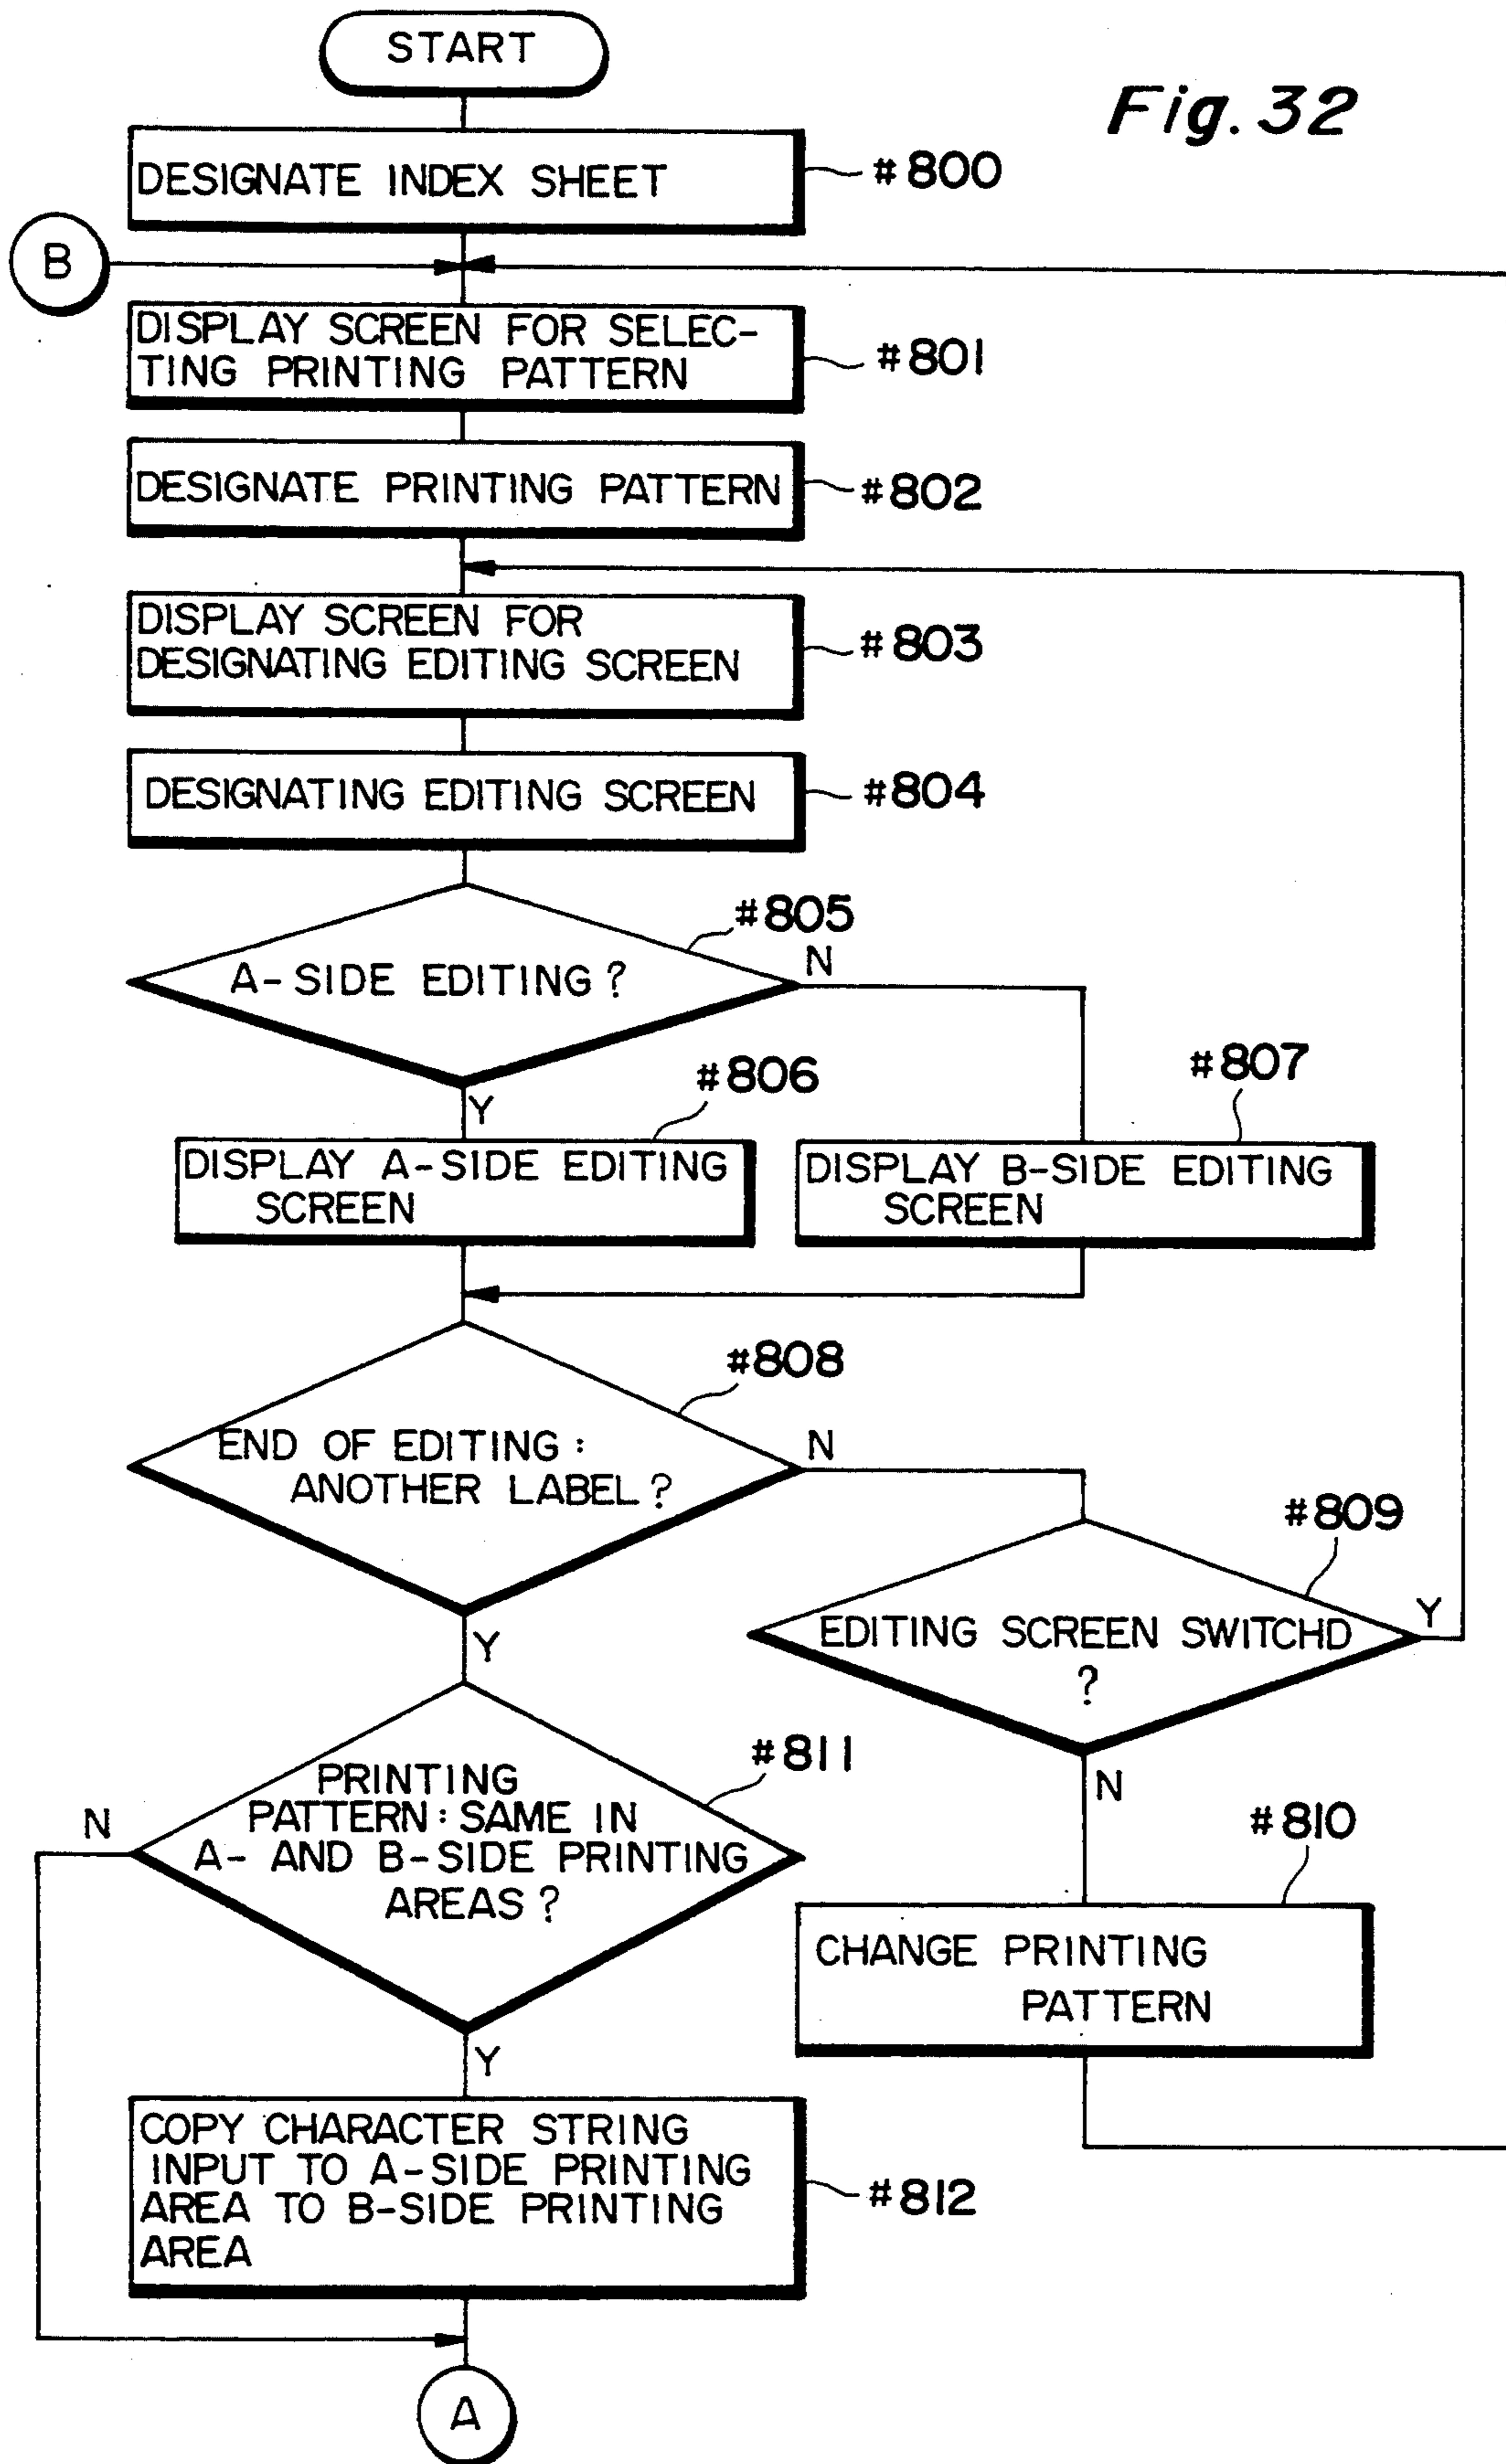 START
Fig. 32
DESIGNATE INDEX SHEET
#800
B
DISPLAY SCREEN FOR SELEC-
TING PRINTING PATTERN
#801
DESIGNATE PRINTING PATTERN
#802
DISPLAY SCREEN FOR
DESIGNATING EDITING SCREEN
#803
DESIGNATING EDITING SCREEN
#804
#805
A-SIDE EDITING?
N
Y
#806
#807
DISPLAY A-SIDE EDITING
SCREEN
DISPLAY B-SIDE EDITING
SCREEN
#808
END OF EDITING:
ANOTHER LABEL?
N
Y
#809
EDITING SCREEN SWITCHD
?
Y
N
#811
PRINTING
PATTERN: SAME IN
A- AND B-SIDE PRINTING
AREAS?
N
Y
#810
CHANGE PRINTING
PATTERN
COPY CHARACTER STRING
INPUT TO A-SIDE PRINTING
AREA TO B-SIDE PRINTING
AREA
#812
A